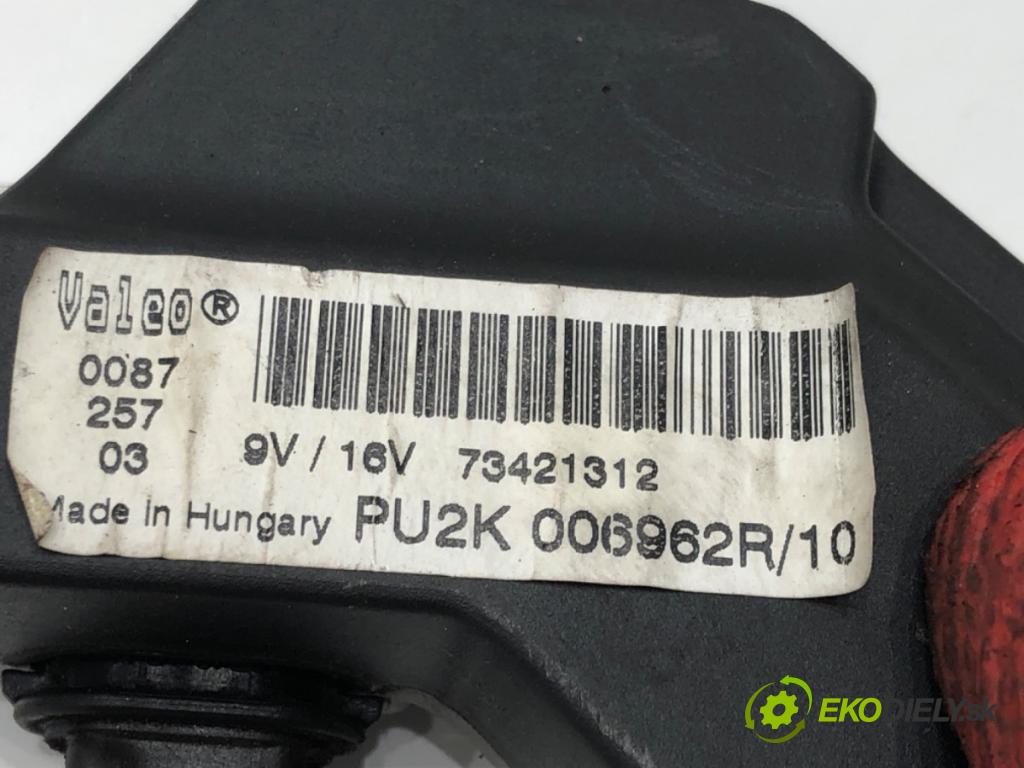 Valeo®
0087
257
03
9V / 16V 73421312
Made in Hungary PU2K 006962R/10
EKODIELY.sk